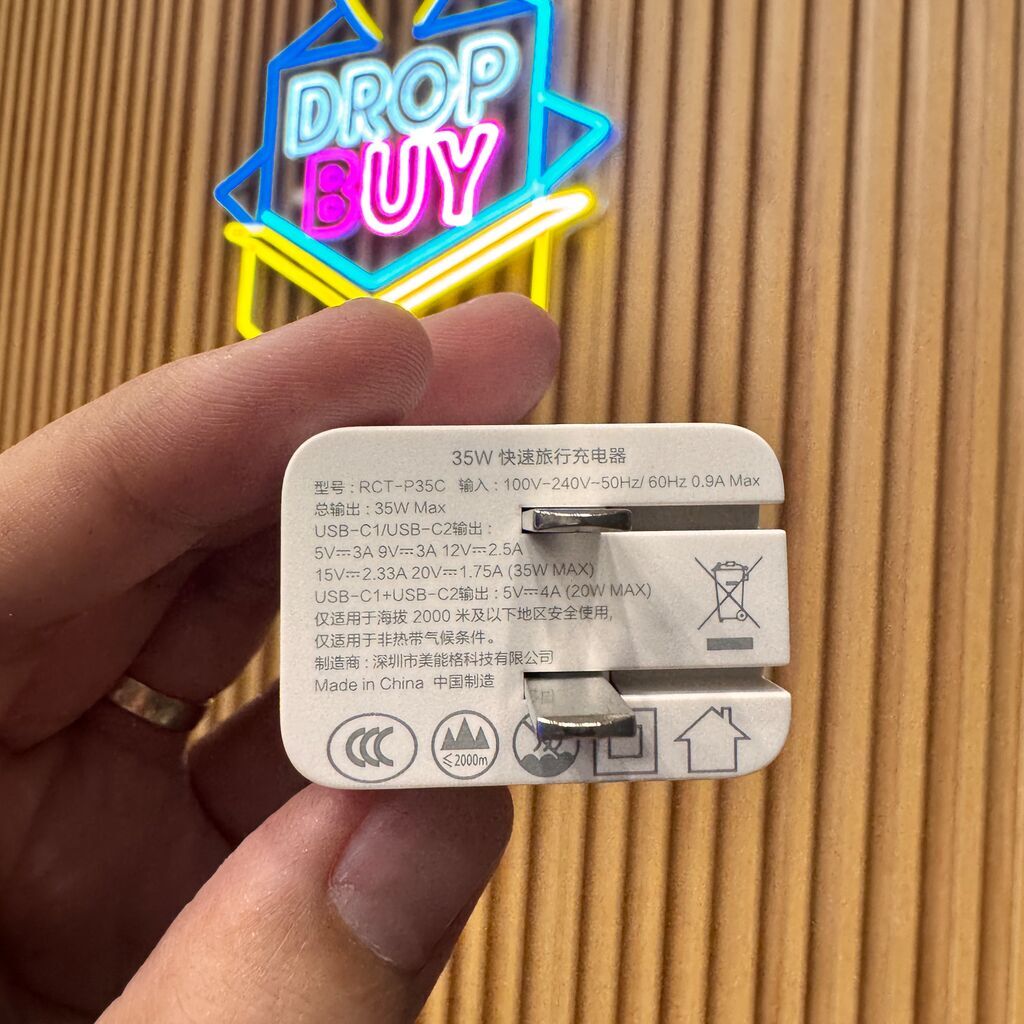 DROP
BUY
35W 快速旅行充电器
型号：RCT-P35C 输入：100V-240V~50Hz/ 60Hz 0.9A Max
总输出：35W Max
USB-C1/USB-C2输出：
5V⎓3A 9V⎓3A 12V⎓2.5A
15V⎓2.33A 20V⎓1.75A (35W MAX)
USB-C1+USB-C2输出：5V⎓4A (20W MAX)
仅适用于海拔 2000 米及以下地区安全使用，
仅适用于非热带气候条件。
制造商：深圳市美能格科技有限公司
Made in China 中国制造
CCC
≤2000m